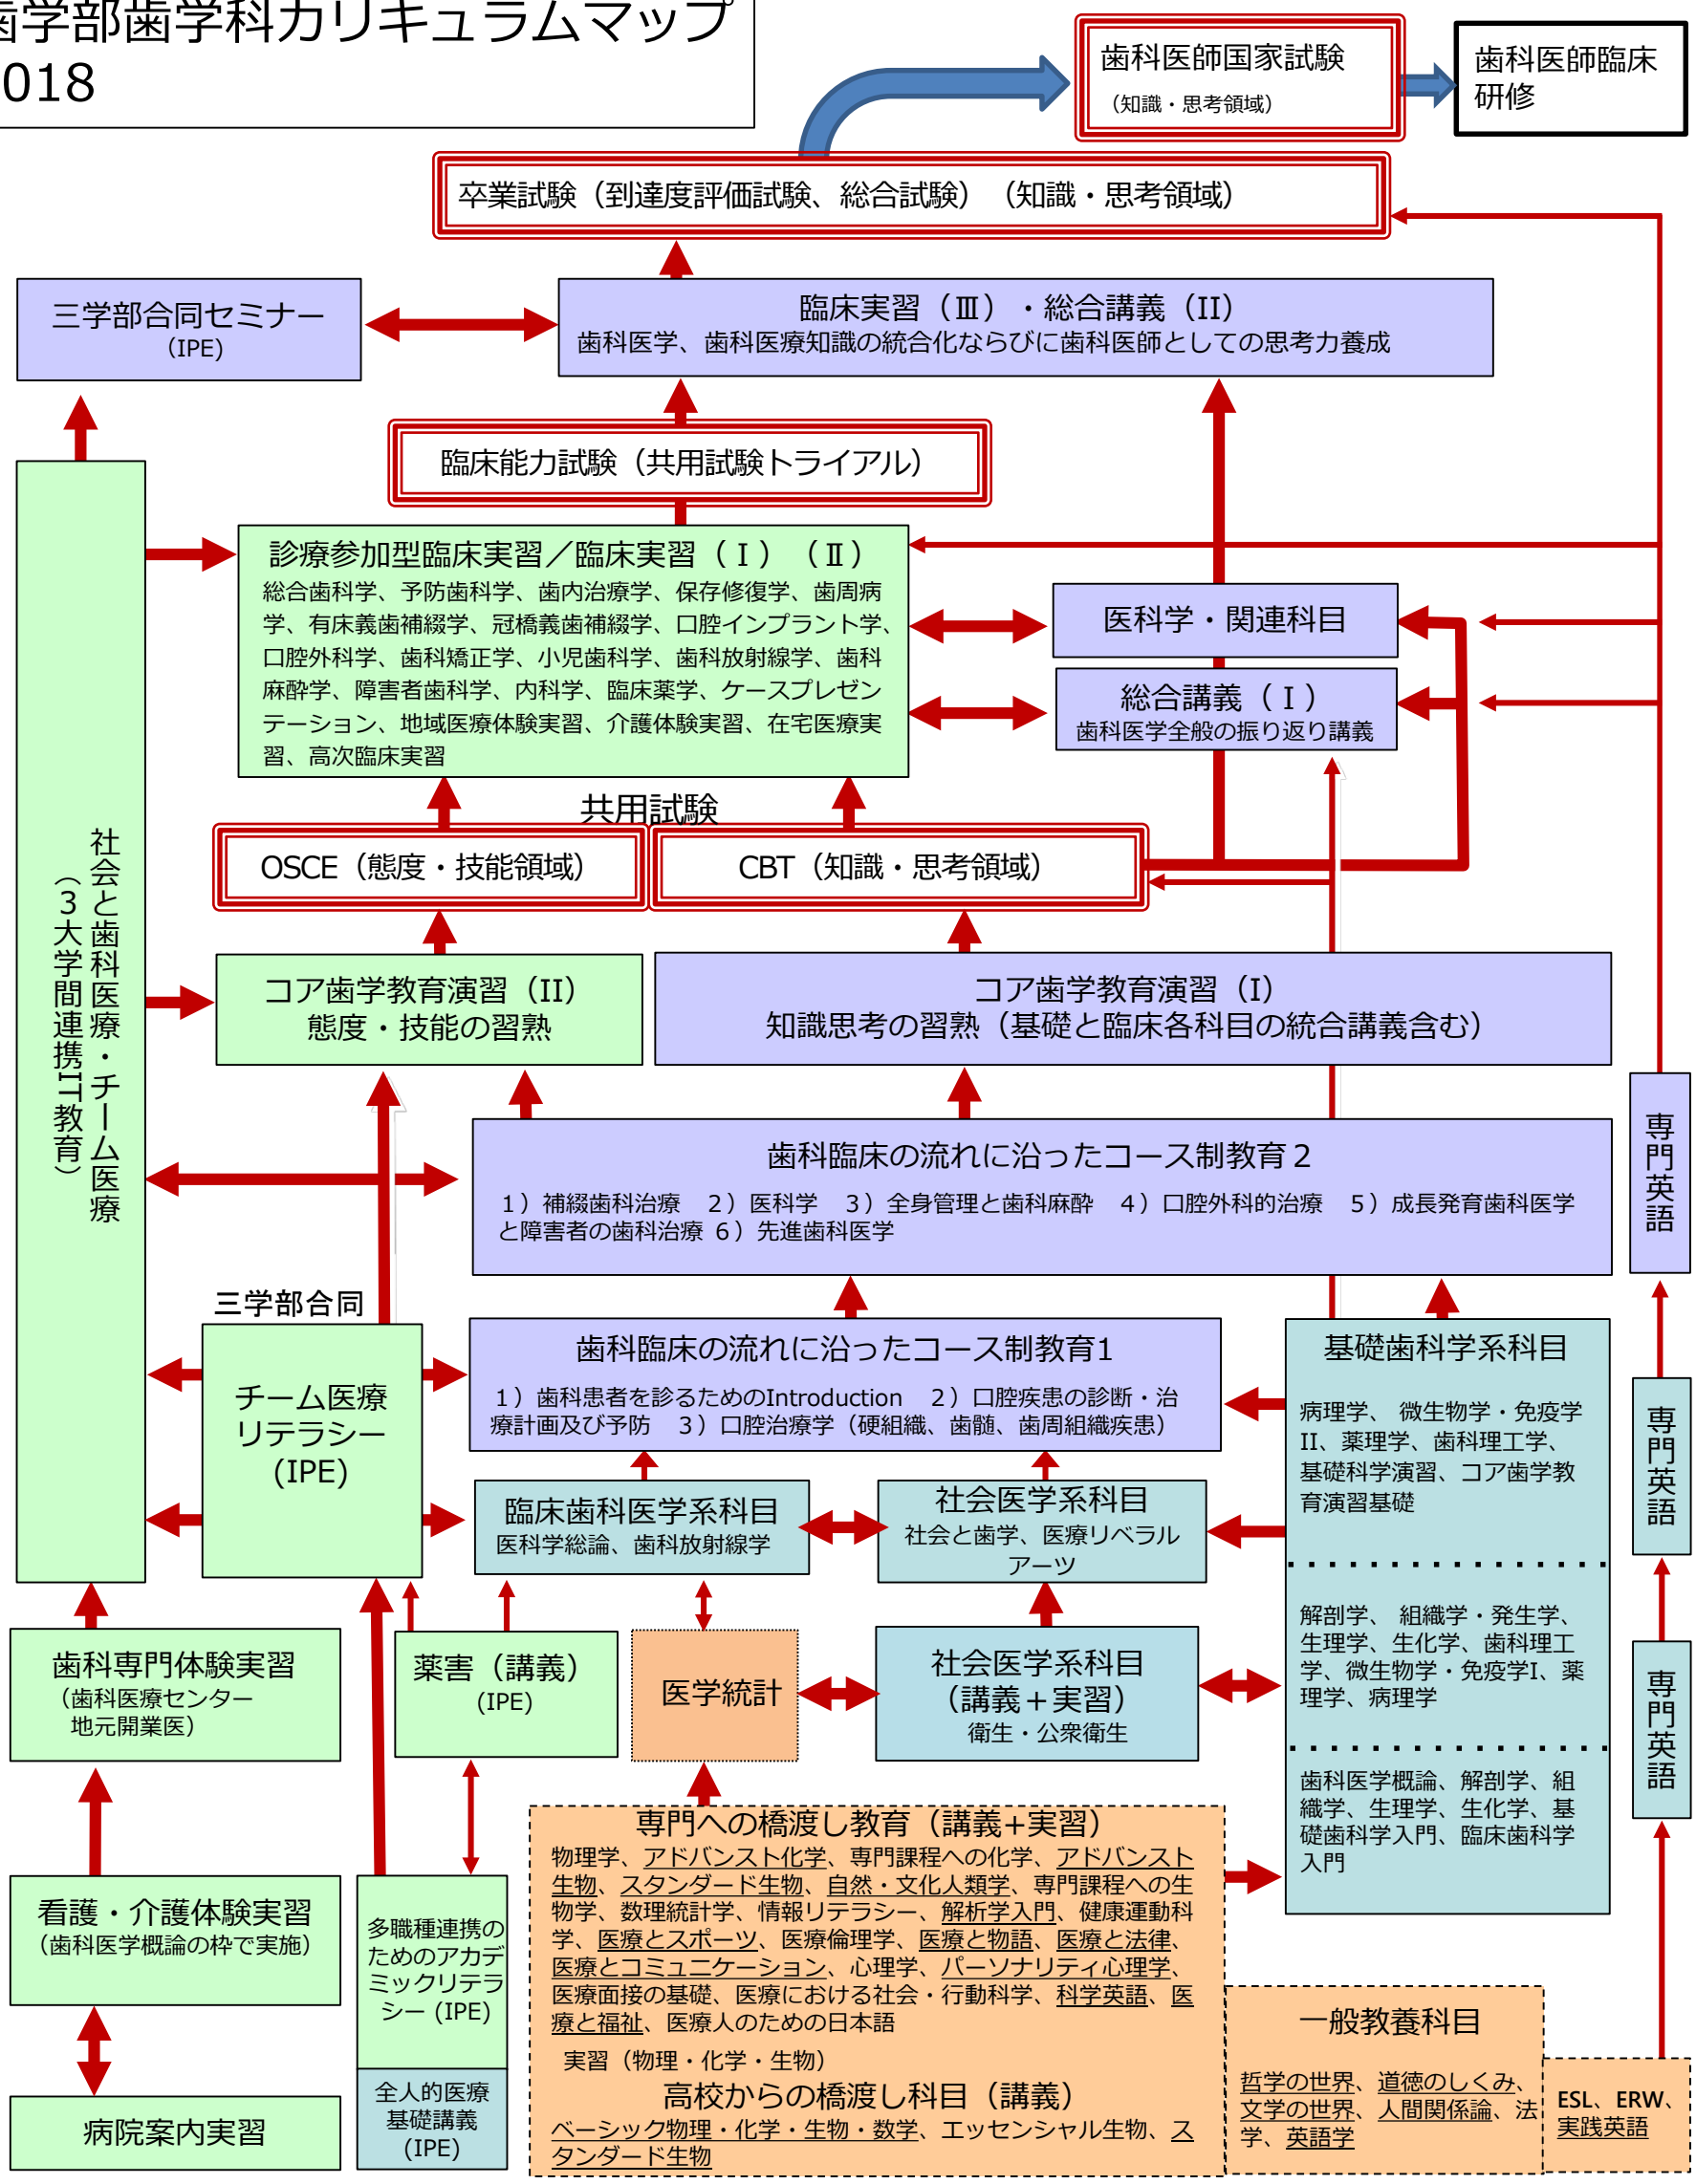 歯学部歯学科カリキュラムマップ
2018
歯科医師国家試験
（知識・思考領域）
歯科医師臨床
研修
卒業試験（到達度評価試験、総合試験）（知識・思考領域）
三学部合同セミナー
（IPE)
臨床実習（Ⅲ）・総合講義（II）
歯科医学、歯科医療知識の統合化ならびに歯科医師としての思考力養成
臨床能力試験（共用試験トライアル）
社会と歯科医療・チーム医療
（３大学間連携IT教育）
診療参加型臨床実習／臨床実習（Ⅰ）（Ⅱ）
総合歯科学、予防歯科学、歯内治療学、保存修復学、歯周病
学、有床義歯補綴学、冠橋義歯補綴学、口腔インプラント学、
口腔外科学、歯科矯正学、小児歯科学、歯科放射線学、歯科
麻酔学、障害者歯科学、内科学、臨床薬学、ケースプレゼン
テーション、地域医療体験実習、介護体験実習、在宅医療実
習、高次臨床実習
医科学・関連科目
総合講義（Ⅰ）
歯科医学全般の振り返り講義
共用試験
OSCE（態度・技能領域）
CBT（知識・思考領域）
コア歯学教育演習（II）
態度・技能の習熟
コア歯学教育演習（I）
知識思考の習熟（基礎と臨床各科目の統合講義含む）
専門英語
歯科臨床の流れに沿ったコース制教育２
１）補綴歯科治療　２）医科学　３）全身管理と歯科麻酔　４）口腔外科的治療　５）成長発育歯科医学
と障害者の歯科治療 ６）先進歯科医学
三学部合同
チーム医療
リテラシー
(IPE)
歯科臨床の流れに沿ったコース制教育1
１）歯科患者を診るためのIntroduction　２）口腔疾患の診断・治
療計画及び予防　３）口腔治療学（硬組織、歯髄、歯周組織疾患）
基礎歯科学系科目
病理学、 微生物学・免疫学
II、薬理学、歯科理工学、
基礎科学演習、コア歯学教
育演習基礎
専門英語
臨床歯科医学系科目
医科学総論、歯科放射線学
社会医学系科目
社会と歯学、医療リベラル
アーツ
解剖学、 組織学・発生学、
生理学、生化学、歯科理工
学、微生物学・免疫学I、薬
理学、病理学
歯科専門体験実習
（歯科医療センター
地元開業医）
薬害（講義）
(IPE)
医学統計
社会医学系科目
（講義＋実習）
衛生・公衆衛生
専門英語
歯科医学概論、解剖学、組
織学、生理学、生化学、基
礎歯科学入門、臨床歯科学
入門
看護・介護体験実習
（歯科医学概論の枠で実施）
多職種連携の
ためのアカデ
ミックリテラ
シー (IPE)
専門への橋渡し教育（講義+実習）
物理学、アドバンスト化学、専門課程への化学、アドバンスト
生物、スタンダード生物、自然・文化人類学、専門課程への生
物学、数理統計学、情報リテラシー、解析学入門、健康運動科
学、医療とスポーツ、医療倫理学、医療と物語、医療と法律、
医療とコミュニケーション、心理学、パーソナリティ心理学、
医療面接の基礎、医療における社会・行動科学、科学英語、医
療と福祉、医療人のための日本語
実習（物理・化学・生物）
高校からの橋渡し科目（講義）
ベーシック物理・化学・生物・数学、エッセンシャル生物、ス
タンダード生物
病院案内実習
全人的医療
基礎講義
(IPE)
一般教養科目
哲学の世界、道徳のしくみ、
文学の世界、人間関係論、法
学、英語学
ESL、ERW、
実践英語